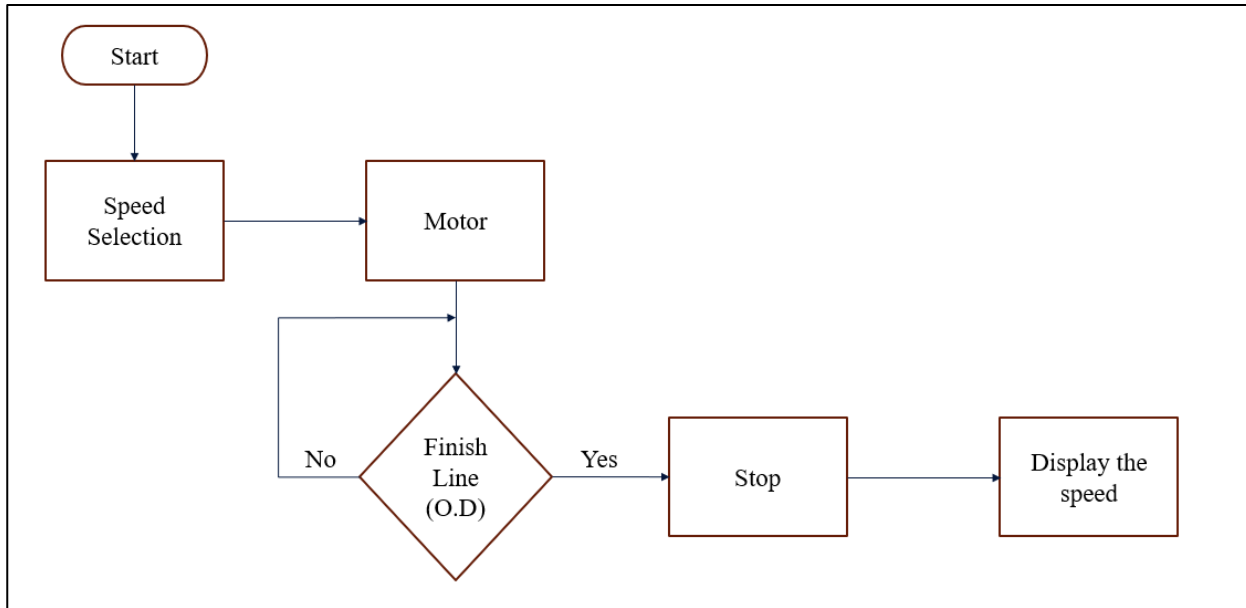 Start
Speed
Selection
Motor
Finish
Line
(O.D)
No
Yes
Stop
Display the
speed